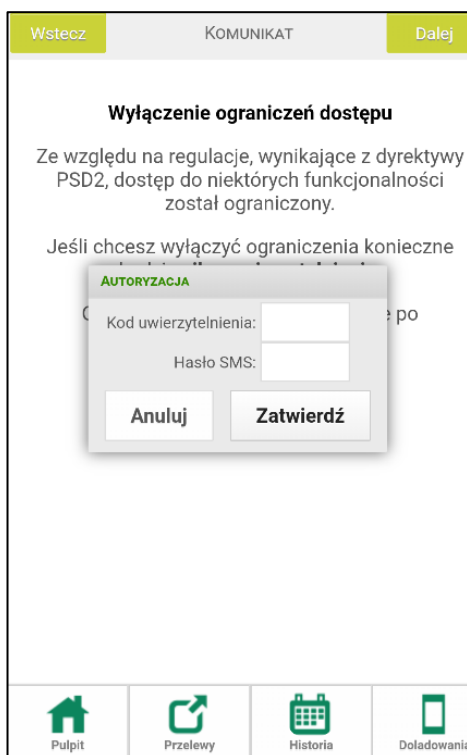 Wstecz
KOMUNIKAT
Dalej
Wyłączenie ograniczeń dostępu
Ze względu na regulacje, wynikające z dyrektywy
PSD2, dostęp do niektórych funkcjonalności
został ograniczony.
Jeśli chcesz wyłączyć ograniczenia konieczne
po
AUTORYZACJA
Kod uwierzytelnienia:
Hasło SMS:
Anuluj
Zatwierdź
Pulpit
Przelewy
Historia
Doładowania